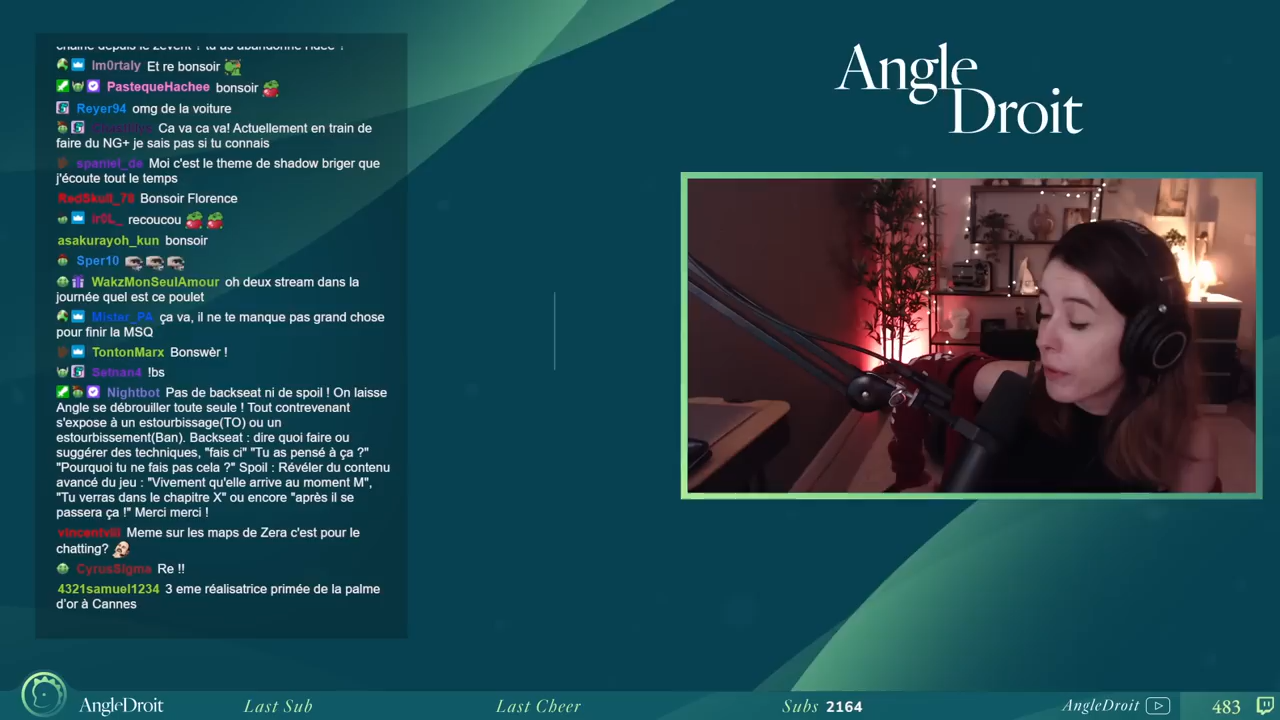 Im0rtaly Et re bonsoir
PastequeHachee bonsoir
Reyer94 omg de la voiture
Ca va ca va! Actuellement en train de
faire du NG+ je sais pas si tu connais
spaniel_de Moi c'est le theme de shadow briger que
j'écoute tout le temps
RedSkull_78 Bonsoir Florence
ir0L_ recoucou
asakurayoh_kun bonsoir
Sper10
WakzMonSeulAmour oh deux stream dans la
journée quel est ce poulet
Mister_PA ça va, il ne te manque pas grand chose
pour finir la MSQ
TontonMarx Bonswèr !
!bs
Nightbot Pas de backseat ni de spoil ! On laisse
Angle se débrouiller toute seule ! Tout contrevenant
s'expose à un estourbissage(TO) ou un
estourbissement(Ban). Backseat : dire quoi faire ou
suggérer des techniques, "fais ci" "Tu as pensé à ça ?"
"Pourquoi tu ne fais pas cela ?" Spoil : Révéler du contenu
avancé du jeu : "Vivement qu'elle arrive au moment M",
"Tu verras dans le chapitre X" ou encore "après il se
passera ça !" Merci merci !
Meme sur les maps de Zera c'est pour le
chatting?
CyrusSigma Re !!
4321samuel1234 3 eme réalisatrice primée de la palme
d'or à Cannes
Angle
Droit
AngleDroit
Last Sub
Last Cheer
Subs 2164
AngleDroit
483